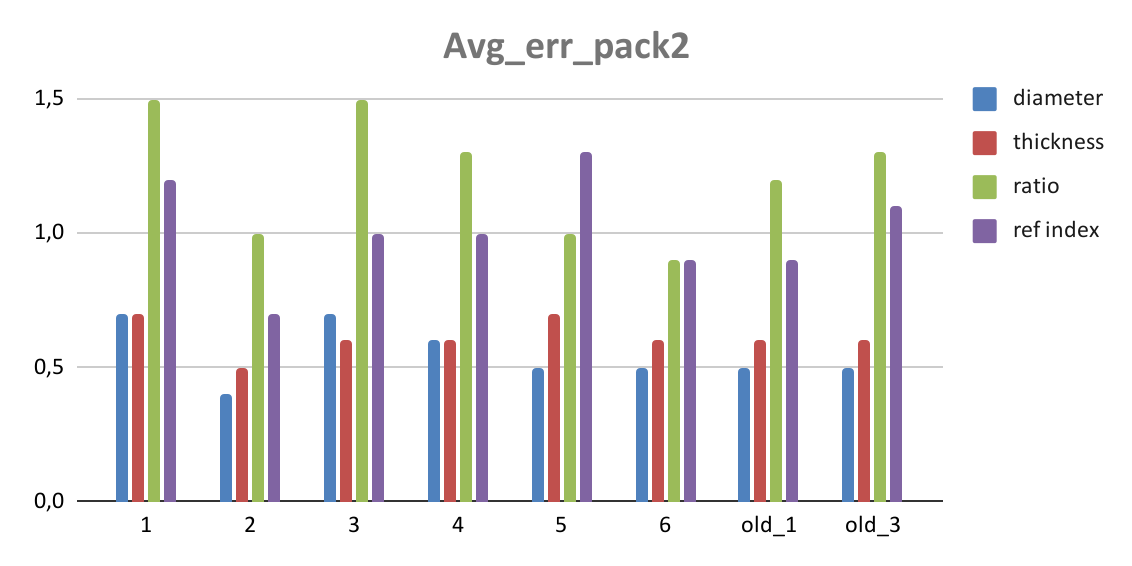 Avg_err_pack2
1,5
1,0
0,5
0,0
1 2 3 4 5 6 old_1 old_3
diameter
thickness
ratio
ref index